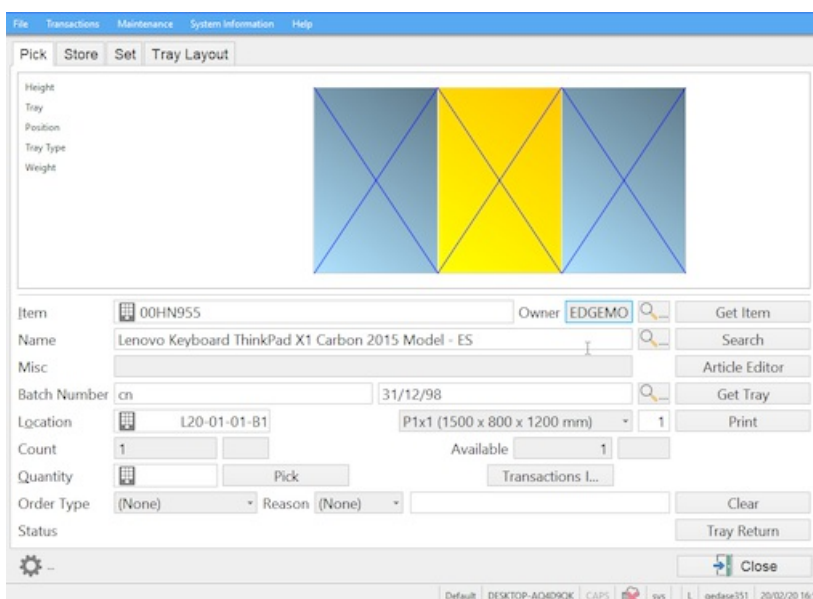 File Transactions Maintenance System Information Help
Pick Store Set Tray Layout
Height
Tray
Position
Tray Type
Weight
Item 00HN955 Owner EDGEMO Get Item
Name Lenovo Keyboard ThinkPad X1 Carbon 2015 Model - ES Search
Misc Article Editor
Batch Number cn 31/12/98 Get Tray
Location L20-01-01-B1 P1x1 (1500 x 800 x 1200 mm) 1 Print
Count 1 Available 1
Quantity Pick Transactions I...
Order Type (None) Reason (None) Clear
Status Tray Return
... Close
Default DESKTOP-AO4D9OK CAPS sys L gedase351 20/02/20 16: